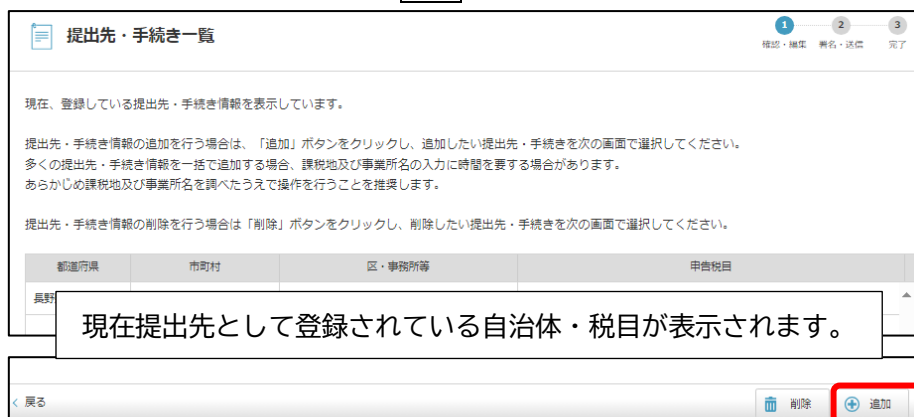 提出先・手続き一覧
1 2 3
確認・編集 署名・送信 完了
現在、登録している提出先・手続き情報を表示しています。
提出先・手続き情報の追加を行う場合は、「追加」ボタンをクリックし、追加したい提出先・手続きを次の画面で選択してください。
多くの提出先・手続き情報を一括で追加する場合、課税地及び事業所名の入力に時間を要する場合があります。
あらかじめ課税地及び事業所名を調べたうえで操作を行うことを推奨します。
提出先・手続き情報の削除を行う場合は「削除」ボタンをクリックし、削除したい提出先・手続きを次の画面で選択してください。
都道府県 市町村 区・事務所等 申告税目
長野
現在提出先として登録されている自治体・税目が表示されます。
< 戻る 削除 追加